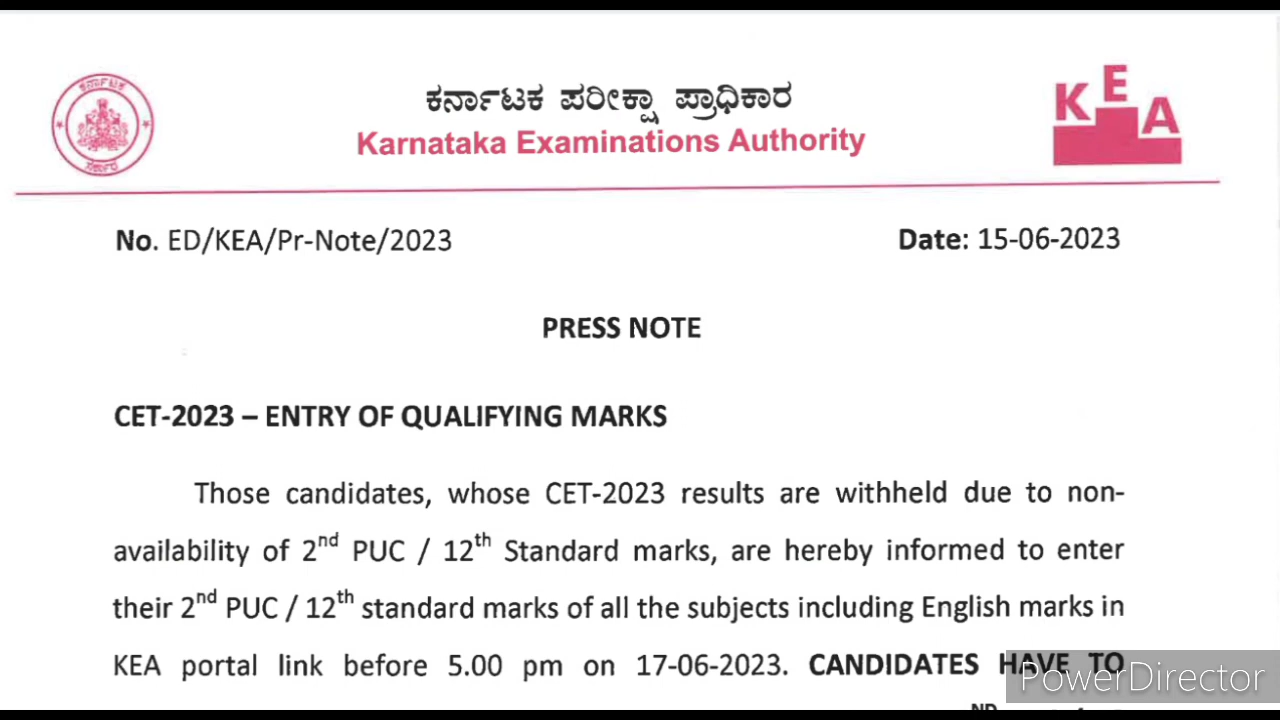 ಕರ್ನಾಟಕ
ಸರ್ಕಾರ
ಕರ್ನಾಟಕ ಪರೀಕ್ಷಾ ಪ್ರಾಧಿಕಾರ
Karnataka Examinations Authority
KEA
No. ED/KEA/Pr-Note/2023 Date: 15-06-2023
PRESS NOTE
CET-2023 – ENTRY OF QUALIFYING MARKS
Those candidates, whose CET-2023 results are withheld due to non-
availability of 2nd PUC / 12th Standard marks, are hereby informed to enter
their 2nd PUC / 12th standard marks of all the subjects including English marks in
KEA portal link before 5.00 pm on 17-06-2023. CANDIDATES HAVE TO
PowerDirector
ND